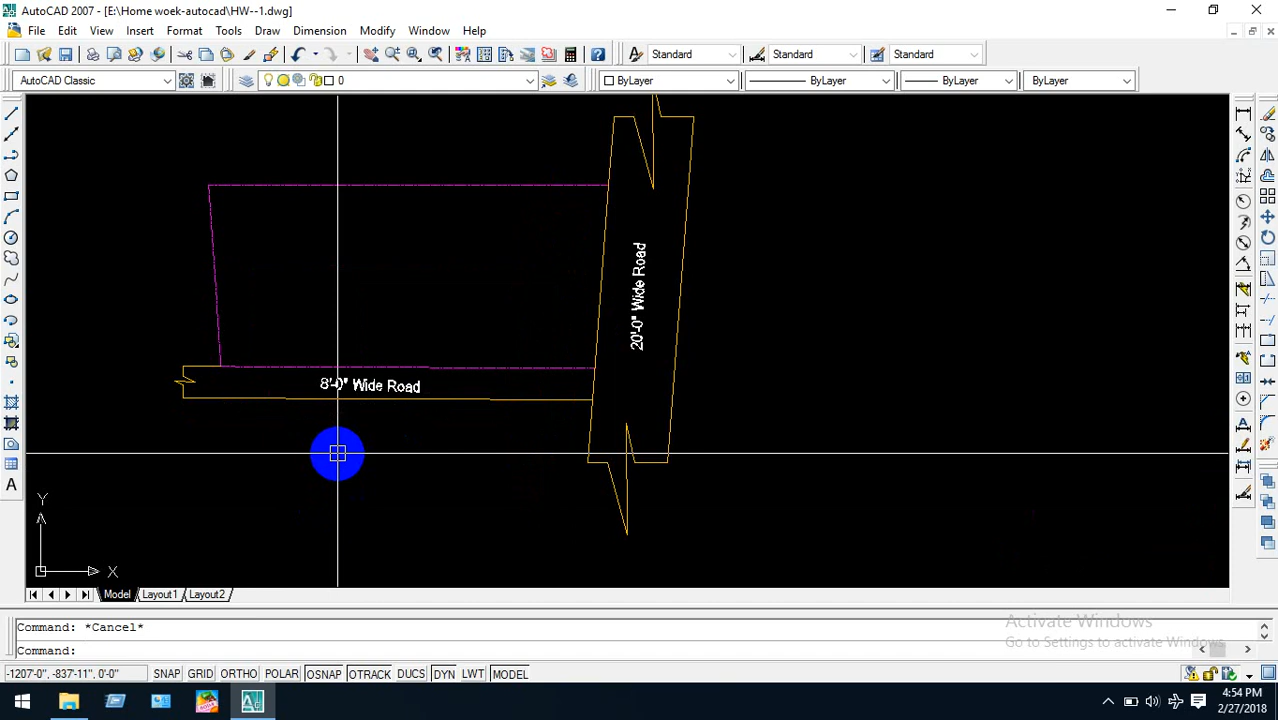 AutoCAD 2007 - [E:\Home woek-autocad\HW--1.dwg]
File Edit View Insert Format Tools Draw Dimension Modify Window Help
Standard Standard Standard
AutoCAD Classic 0 ByLayer ByLayer ByLayer ByLayer
20'-0" Wide Road
8'-0" Wide Road
Y
X
A
Model Layout1 Layout2
Command: *Cancel*
Command:
Activate Windows
Go to Settings to activate Windows.
-1207'-0", -837'-11", 0'-0" SNAP GRID ORTHO POLAR OSNAP OTRACK DUCS DYN LWT MODEL
4:54 PM
2/27/2018